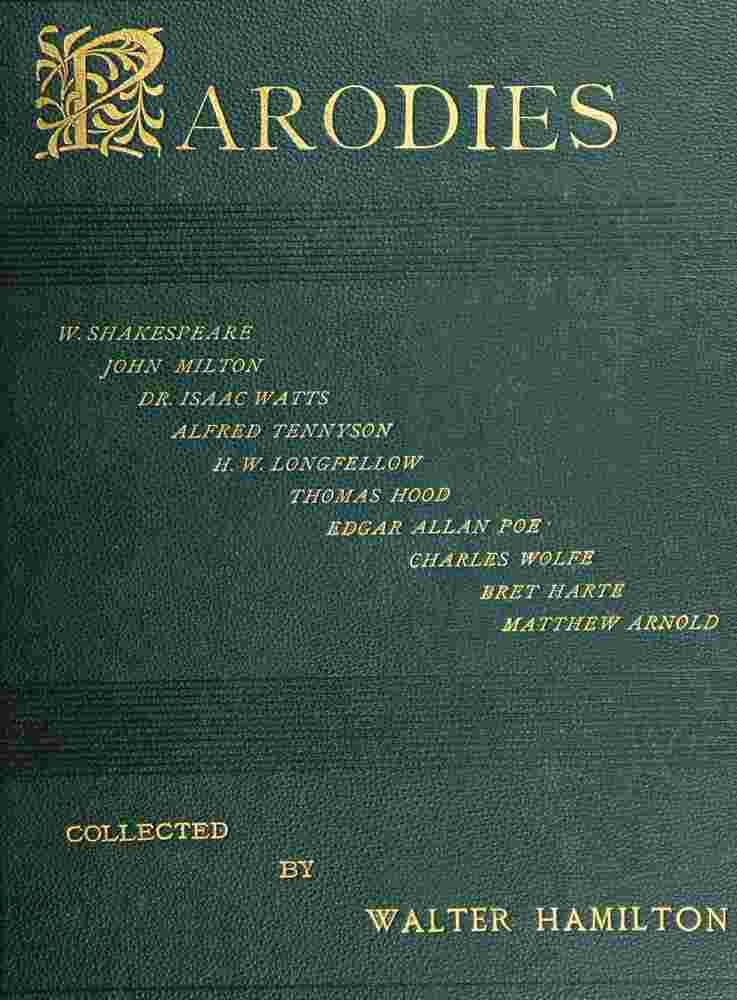 PARODIES
W. SHAKESPEARE
JOHN MILTON
DR. ISAAC WATTS
ALFRED TENNYSON
H. W. LONGFELLOW
THOMAS HOOD
EDGAR ALLAN POE
CHARLES WOLFE
BRET HARTE
MATTHEW ARNOLD
COLLECTED
BY
WALTER HAMILTON